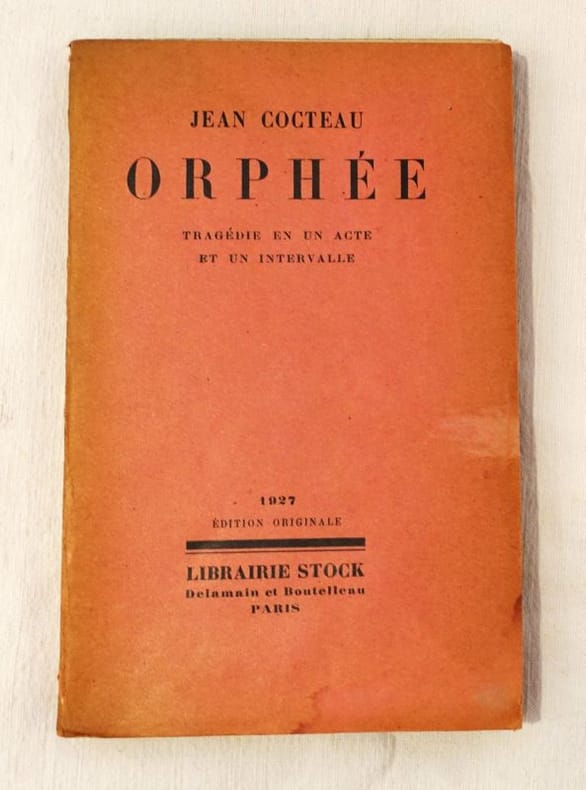 JEAN COCTEAU
ORPHÉE
TRAGÉDIE EN UN ACTE
ET UN INTERVALLE
1927
ÉDITION ORIGINALE
LIBRAIRIE STOCK
Delamain et Boutelleau
PARIS